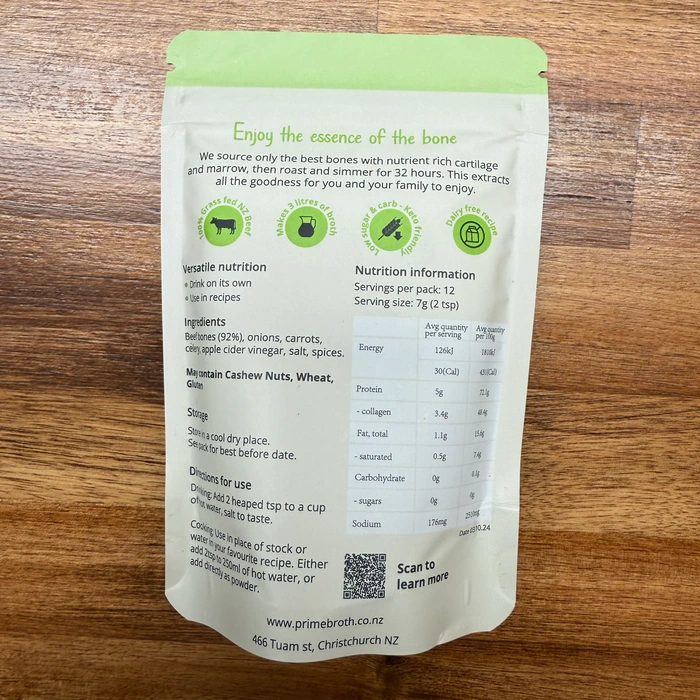 Enjoy the essence of the bone
We source only the best bones with nutrient rich cartilage
and marrow, then roast and simmer for 32 hours. This extracts
all the goodness for you and your family to enjoy.
100% Grass fed NZ Beef
Makes 3 litres of broth
Low sugar & carb - Keto friendly
Dairy free recipe
Versatile nutrition
Drink on its own
Use in recipes
Ingredients
Beef bones (92%), onions, carrots,
celery, apple cider vinegar, salt, spices.
May contain Cashew Nuts, Wheat,
Gluten
Storage
Store in a cool dry place.
See pack for best before date.
Directions for use
Drinking: Add 2 heaped tsp to a cup
of hot water, salt to taste.
Cooking: Use in place of stock or
water in your favourite recipe. Either
add 2tsp to 250ml of hot water, or
add directly as powder.
Nutrition information
Servings per pack: 12
Serving size: 7g (2 tsp)
Avg quantity per serving Avg quantity per 100g
Energy 126kJ 1810kJ
30(Cal) 431(Cal)
Protein 5g 72.1g
- collagen 3.4g 48.4g
Fat, total 1.1g 15.6g
- saturated 0.5g 7.4g
Carbohydrate 0g 0.1g
- sugars 0g 0g
Sodium 176mg 2510mg
Scan to
learn more
www.primebroth.co.nz
466 Tuam st, Christchurch NZ